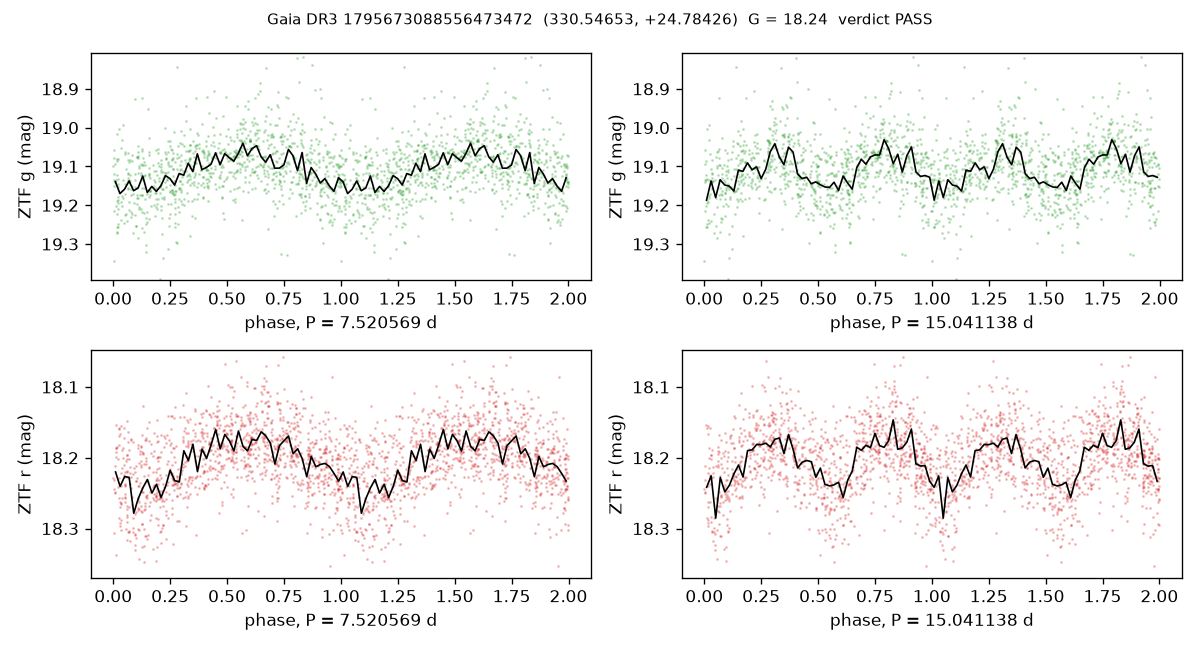 Gaia DR3 1795673088556473472 (330.54653, +24.78426) G = 18.24 verdict PASS
ZTF g (mag)
18.9
19.0
19.1
19.2
19.3
0.00 0.25 0.50 0.75 1.00 1.25 1.50 1.75 2.00
phase, P = 7.520569 d
ZTF g (mag)
18.9
19.0
19.1
19.2
19.3
0.00 0.25 0.50 0.75 1.00 1.25 1.50 1.75 2.00
phase, P = 15.041138 d
ZTF r (mag)
18.1
18.2
18.3
0.00 0.25 0.50 0.75 1.00 1.25 1.50 1.75 2.00
phase, P = 7.520569 d
ZTF r (mag)
18.1
18.2
18.3
0.00 0.25 0.50 0.75 1.00 1.25 1.50 1.75 2.00
phase, P = 15.041138 d